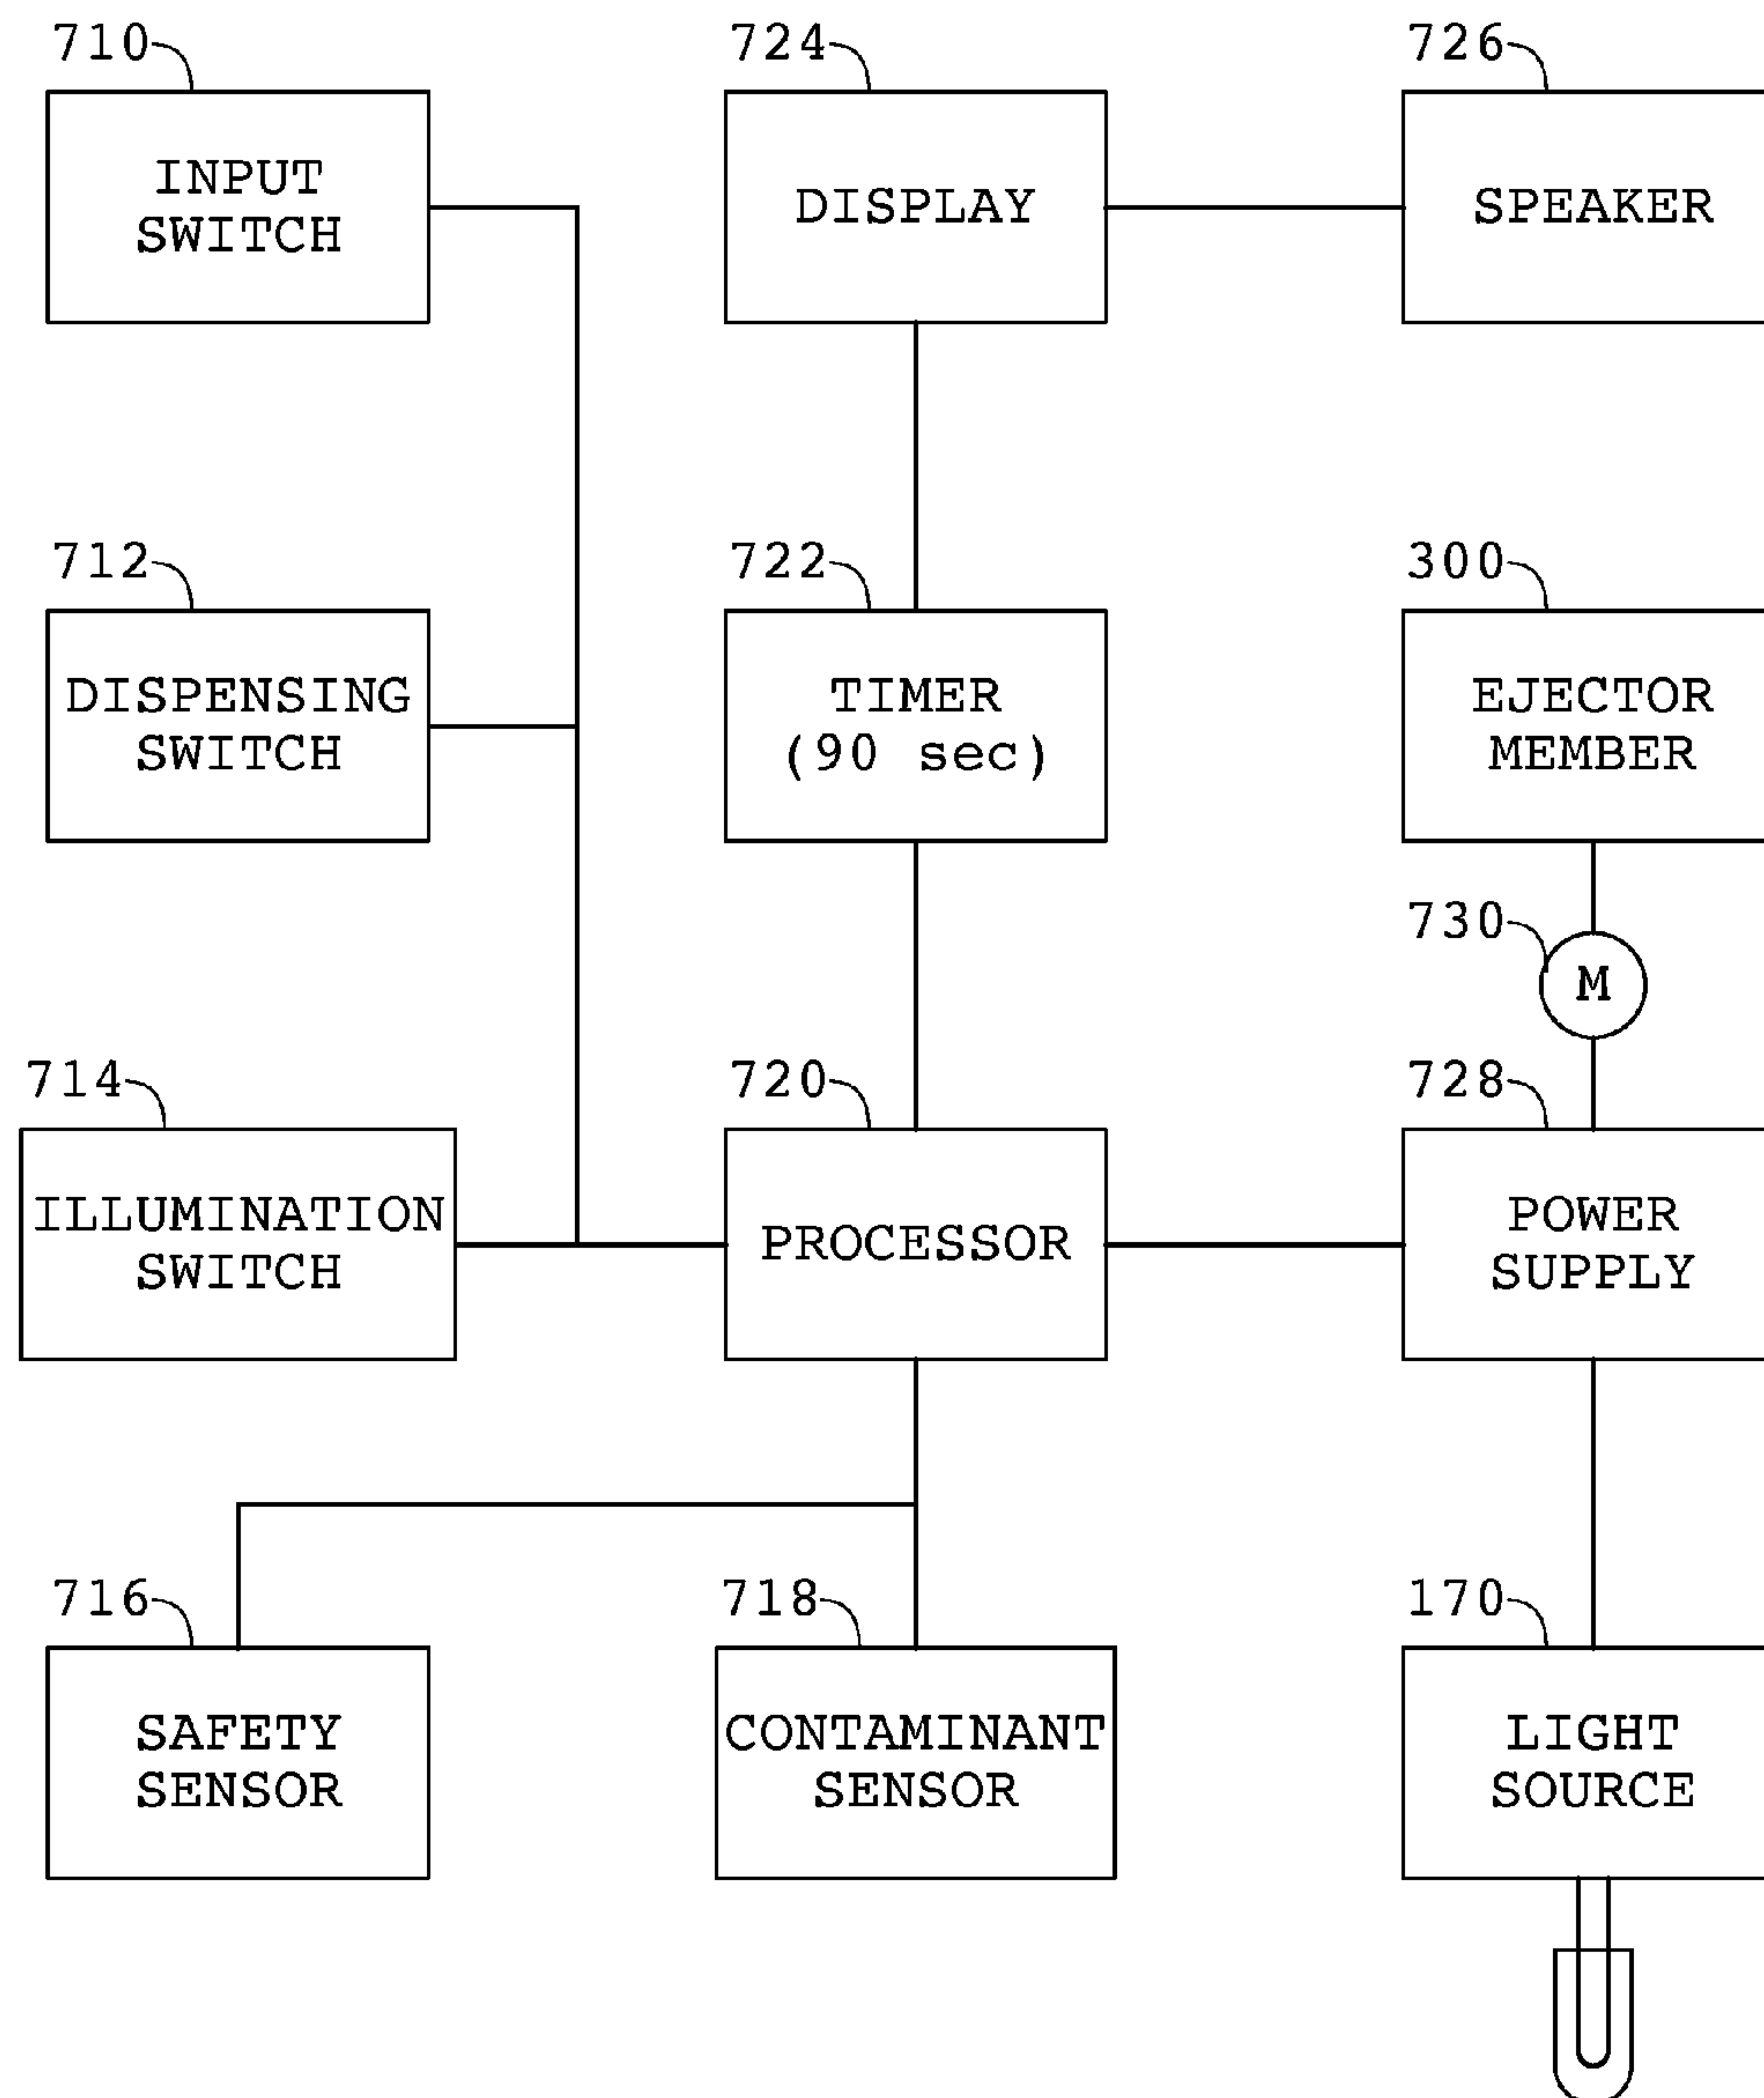 710
724
726
INPUT
SWITCH
DISPLAY
SPEAKER
712
722
300
DISPENSING
SWITCH
TIMER
(90 sec)
EJECTOR
MEMBER
730
M
714
720
728
ILLUMINATION
SWITCH
PROCESSOR
POWER
SUPPLY
716
718
170
SAFETY
SENSOR
CONTAMINANT
SENSOR
LIGHT
SOURCE